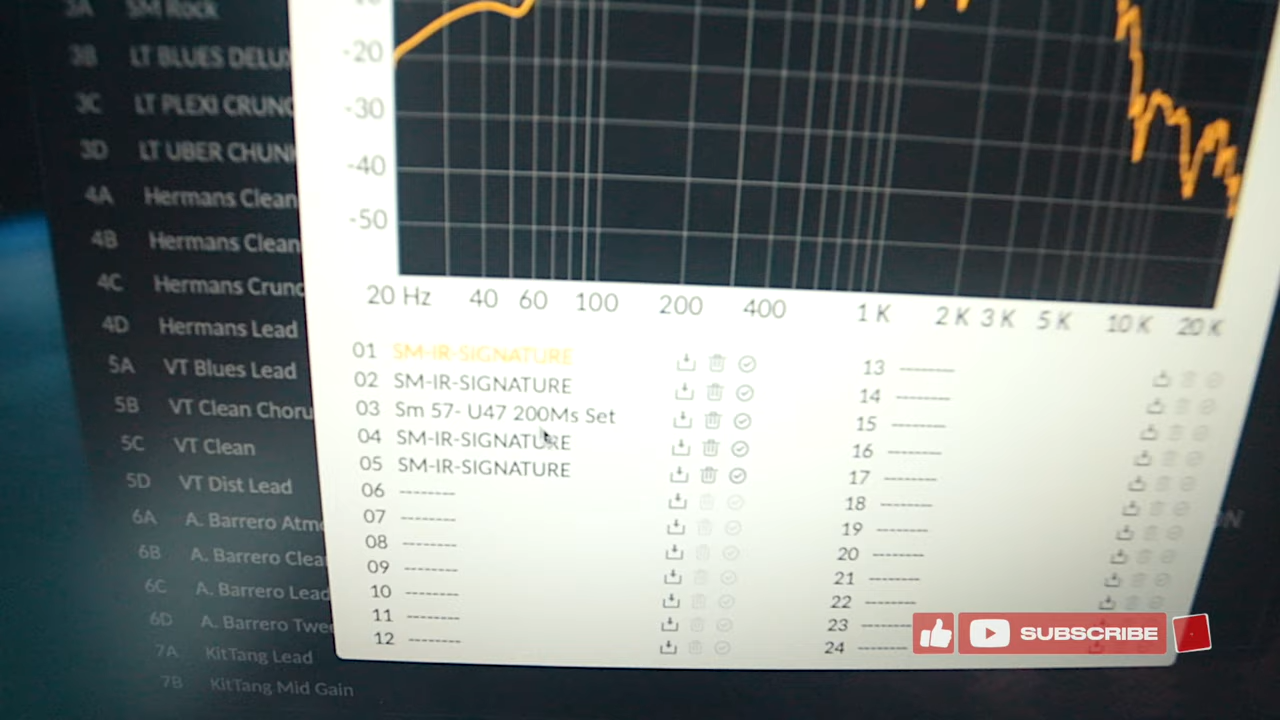 3A SM Rock
3B LT BLUES DELU
3C LT PLEXI CRUNC
3D LT UBER CHUN
4A Hermans Clean
4B Hermans Clean
4C Hermans Crunc
4D Hermans Lead
5A VT Blues Lead
5B VT Clean Choru
5C VT Clean
5D VT Dist Lead
6A A. Barrero Atm
6B A. Barrero Clea
6C A. Barrero Lead
6D A. Barrero Twe
7A KitTang Lead
7B KitTang Mid Gain
-20
-30
-40
-50
20 Hz 40 60 100 200 400 1 K 2 K 3 K 5 K 10 K 20 K
01 SM-IR-SIGNATURE
02 SM-IR-SIGNATURE
03 Sm 57- U47 200Ms Set
04 SM-IR-SIGNATURE
05 SM-IR-SIGNATURE
06 --------
07 --------
08 --------
09 --------
10 --------
11 --------
12 --------
13 --------
14 --------
15 --------
16 --------
17 --------
18 --------
19 --------
20 --------
21 --------
22 --------
23 --------
24 --------
SUBSCRIBE